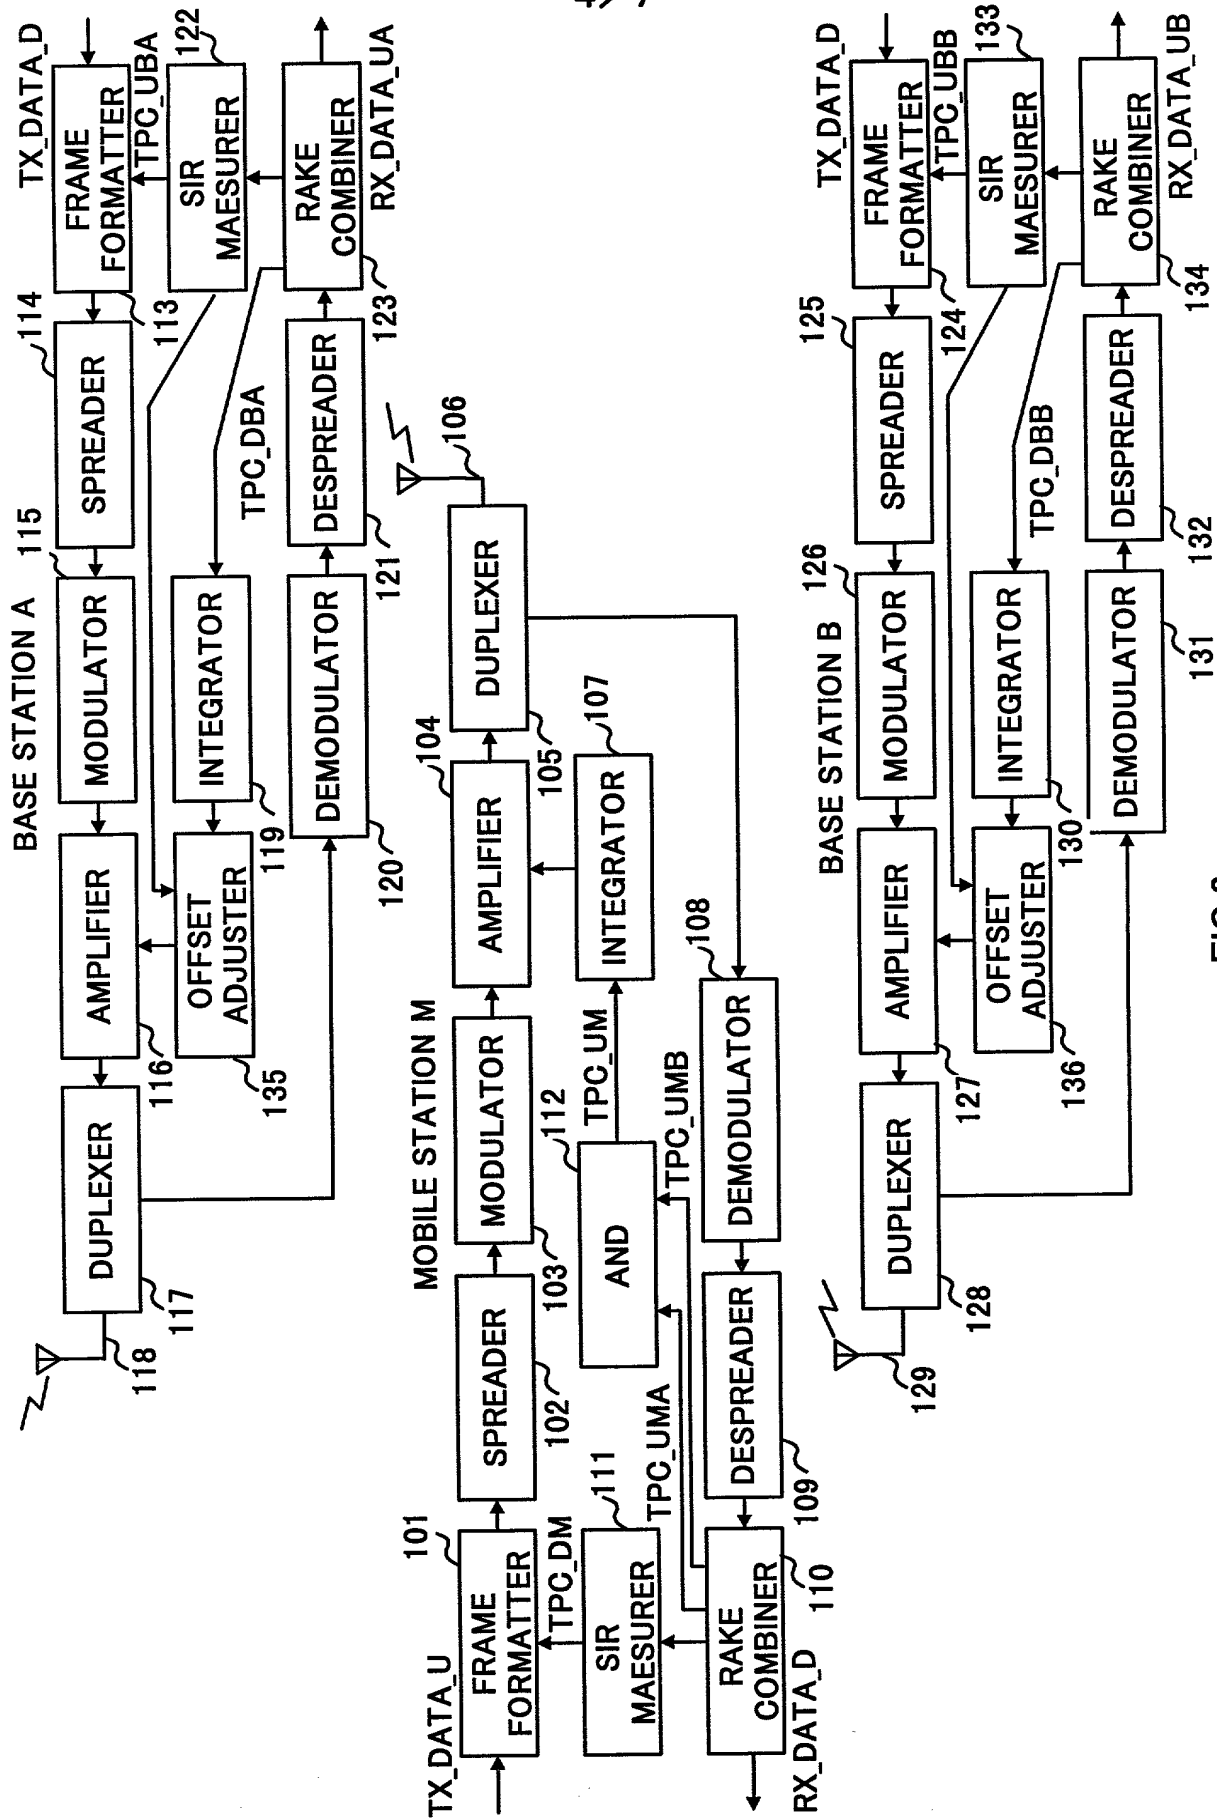 BASE STATION A
118
DUPLEXER
117
AMPLIFIER
116
MODULATOR
115
SPREADER
114
FRAME
FORMATTER
113
TX_DATA_D
TPC_UBA
OFFSET
ADJUSTER
135
INTEGRATOR
119
SIR
MAESURER
122
TPC_DBA
DEMODULATOR
120
DESPREADER
121
RAKE
COMBINER
123
RX_DATA_UA
MOBILE STATION M
TX_DATA_U
FRAME
FORMATTER
101
SPREADER
102
MODULATOR
103
AMPLIFIER
104
DUPLEXER
105
106
TPC_DM
SIR
MAESURER
111
AND
112
TPC_UM
INTEGRATOR
107
TPC_UMA
TPC_UMB
RAKE
COMBINER
110
DESPREADER
109
DEMODULATOR
108
RX_DATA_D
BASE STATION B
129
DUPLEXER
128
AMPLIFIER
127
MODULATOR
126
SPREADER
125
FRAME
FORMATTER
124
TX_DATA_D
TPC_UBB
OFFSET
ADJUSTER
136
INTEGRATOR
130
SIR
MAESURER
133
TPC_DBB
DEMODULATOR
131
DESPREADER
132
RAKE
COMBINER
134
RX_DATA_UB